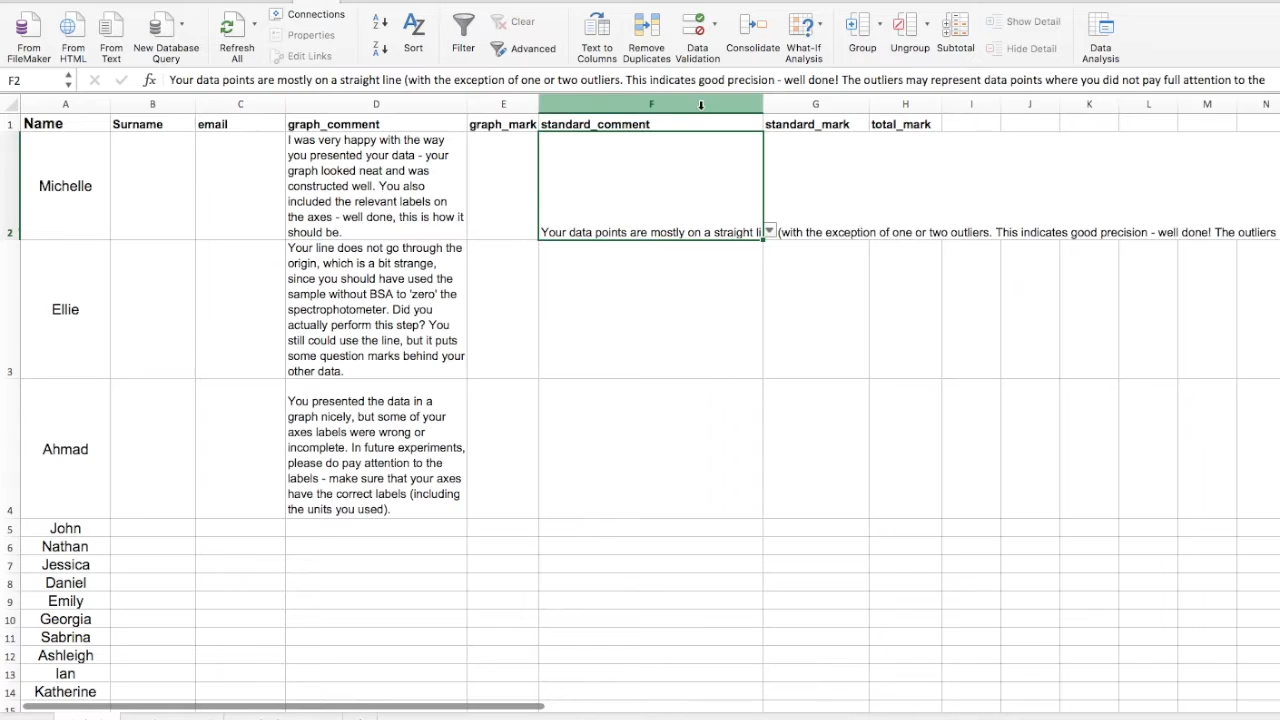 Connections
Properties
Edit Links
From FileMaker
From HTML
From Text
New Database Query
Refresh All
Sort
Filter
Clear
Advanced
Text to Columns
Remove Duplicates
Data Validation
Consolidate
What-If Analysis
Group
Ungroup
Subtotal
Show Detail
Hide Detail
Data Analysis
F2 fx Your data points are mostly on a straight line (with the exception of one or two outliers. This indicates good precision - well done! The outliers may represent data points where you did not pay full attention to the
A B C D E F G H I J K L M N
1 Name Surname email graph_comment graph_mark standard_comment standard_mark total_mark
I was very happy with the way
you presented your data - your
graph looked neat and was
constructed well. You also
included the relevant labels on
the axes - well done, this is how it
should be.
Michelle
2 Your data points are mostly on a straight li (with the exception of one or two outliers. This indicates good precision - well done! The outliers
Your line does not go through the
origin, which is a bit strange,
since you should have used the
sample without BSA to 'zero' the
spectrophotometer. Did you
actually perform this step? You
still could use the line, but it puts
some question marks behind your
other data.
Ellie
3
You presented the data in a
graph nicely, but some of your
axes labels were wrong or
incomplete. In future experiments,
please do pay attention to the
labels - make sure that your axes
have the correct labels (including
the units you used).
Ahmad
4
5 John
6 Nathan
7 Jessica
8 Daniel
9 Emily
10 Georgia
11 Sabrina
12 Ashleigh
13 Ian
14 Katherine
15